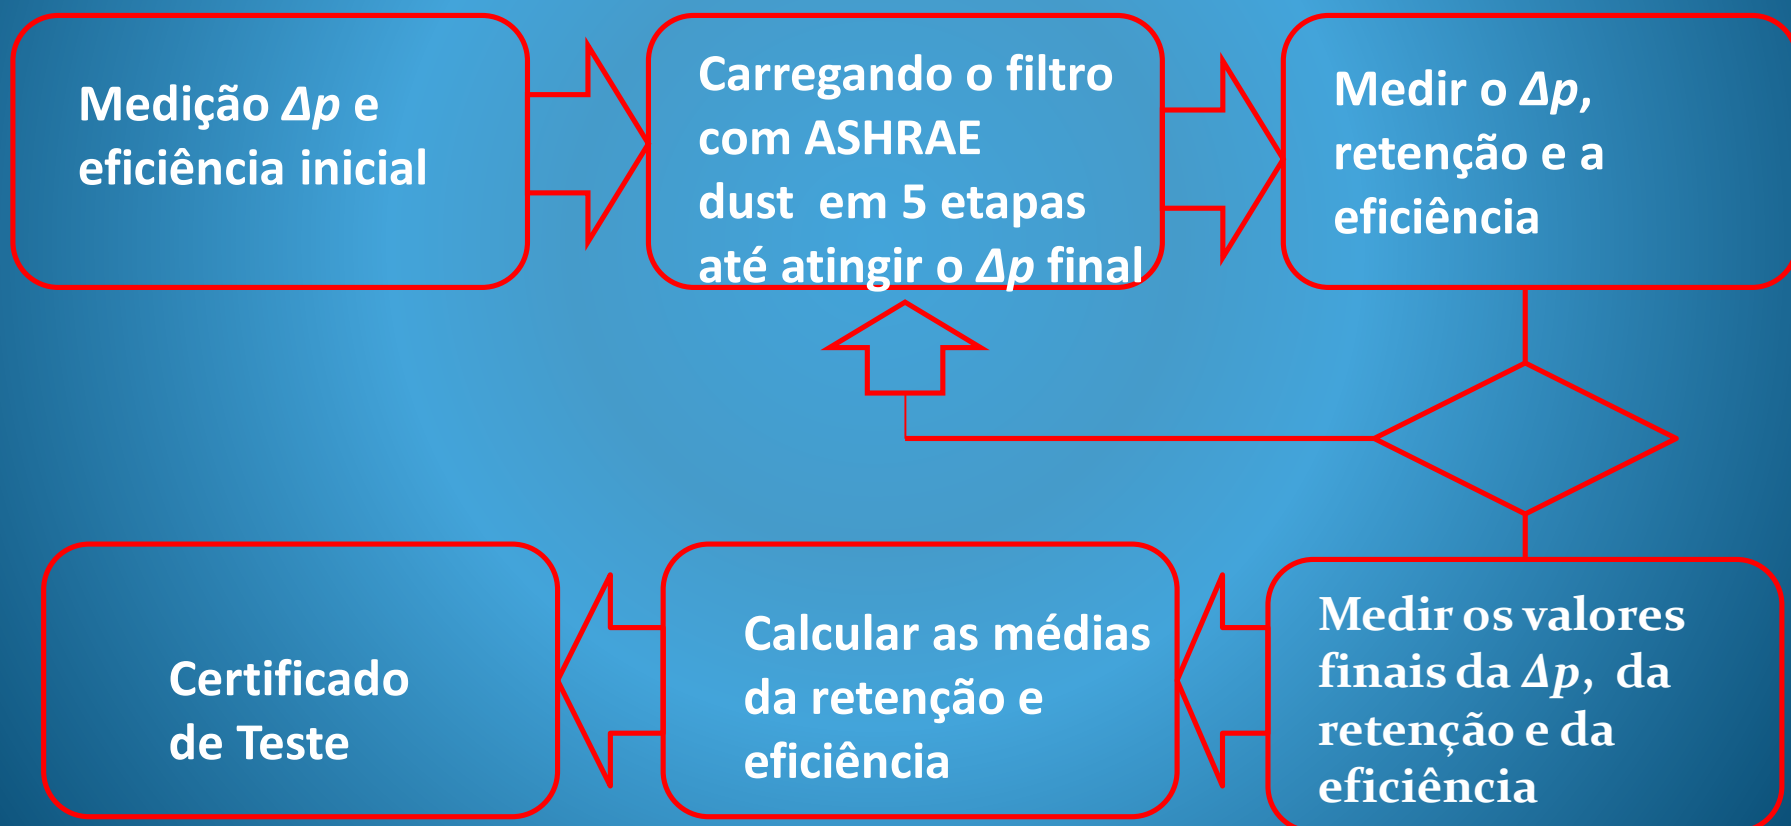 Medição Δp e
eficiência inicial
Carregando o filtro
com ASHRAE
dust em 5 etapas
até atingir o Δp final
Medir o Δp,
retenção e a
eficiência
Medir os valores
finais da Δp, da
retenção e da
eficiência
Calcular as médias
da retenção e
eficiência
Certificado
de Teste